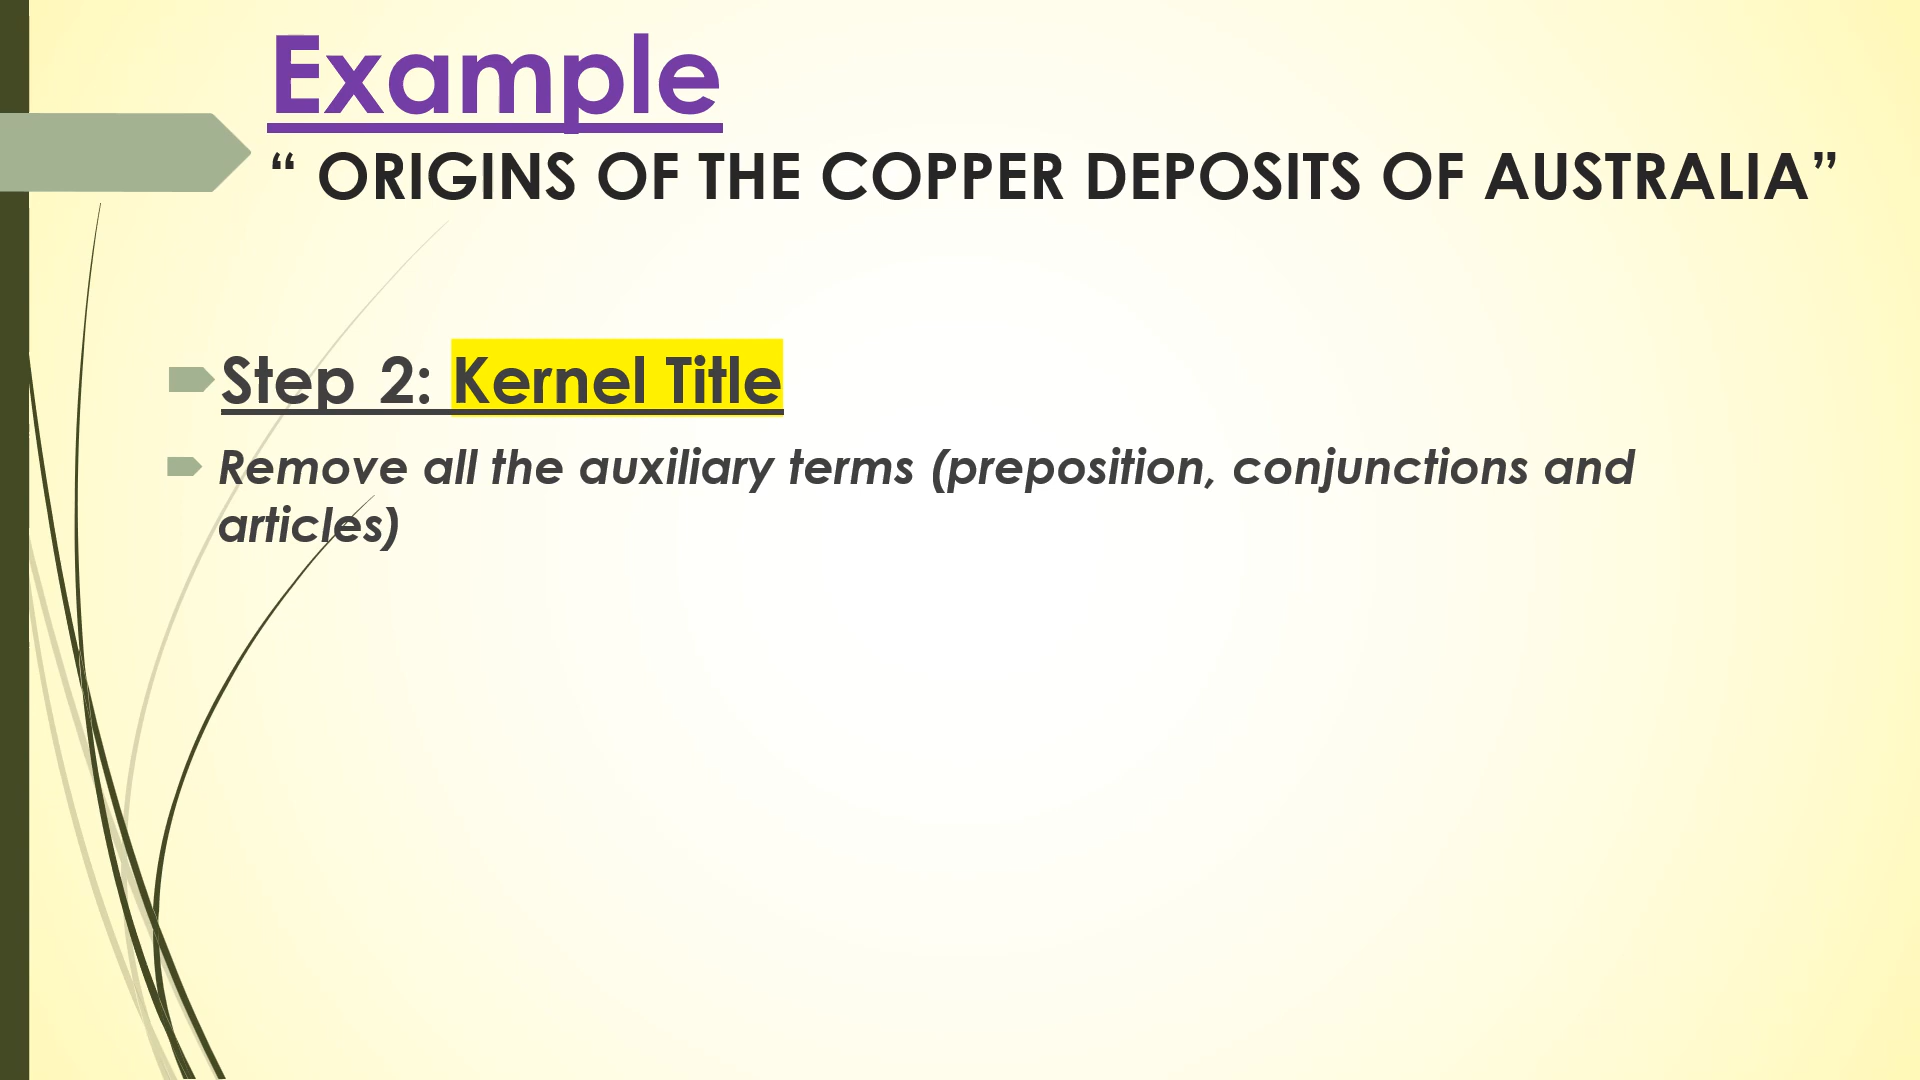 Example
“ ORIGINS OF THE COPPER DEPOSITS OF AUSTRALIA”
Step 2: Kernel Title
Remove all the auxiliary terms (preposition, conjunctions and
articles)